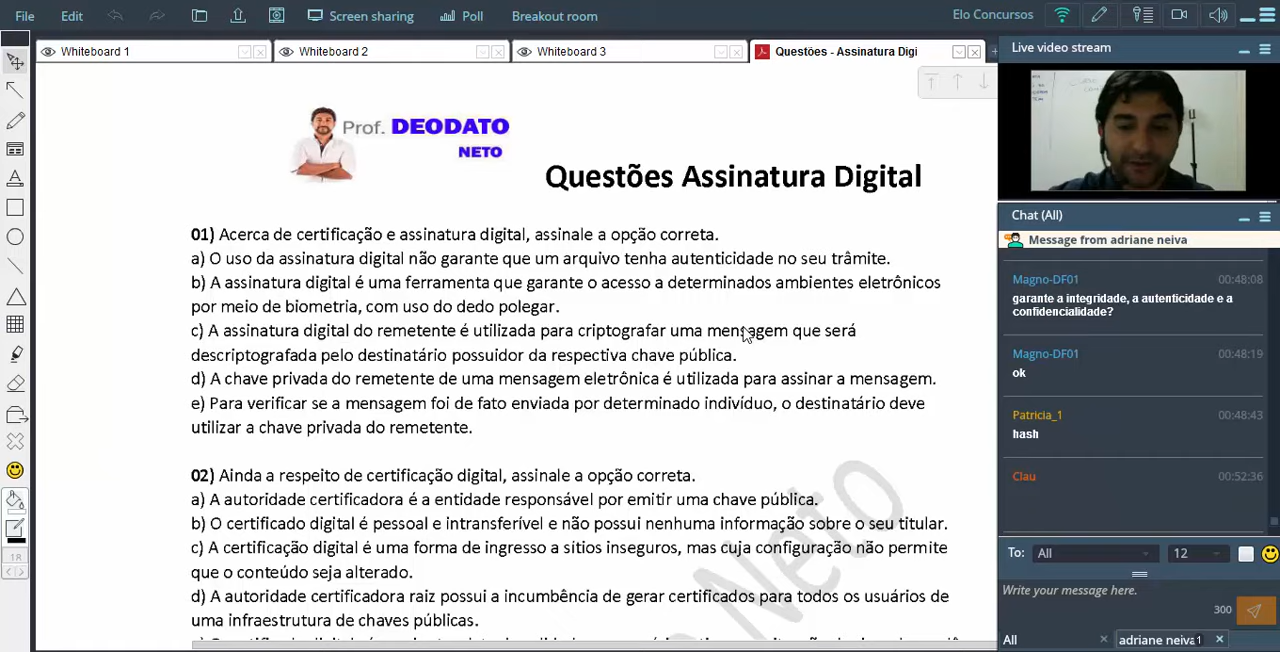 File Edit Screen sharing Poll Breakout room Elo Concursos
Whiteboard 1 Whiteboard 2 Whiteboard 3 Questões - Assinatura Digi
Prof. DEODATO
NETO
Questões Assinatura Digital
01) Acerca de certificação e assinatura digital, assinale a opção correta.
a) O uso da assinatura digital não garante que um arquivo tenha autenticidade no seu trâmite.
b) A assinatura digital é uma ferramenta que garante o acesso a determinados ambientes eletrônicos
por meio de biometria, com uso do dedo polegar.
c) A assinatura digital do remetente é utilizada para criptografar uma mensagem que será
descriptografada pelo destinatário possuidor da respectiva chave pública.
d) A chave privada do remetente de uma mensagem eletrônica é utilizada para assinar a mensagem.
e) Para verificar se a mensagem foi de fato enviada por determinado indivíduo, o destinatário deve
utilizar a chave privada do remetente.
02) Ainda a respeito de certificação digital, assinale a opção correta.
a) A autoridade certificadora é a entidade responsável por emitir uma chave pública.
b) O certificado digital é pessoal e intransferível e não possui nenhuma informação sobre o seu titular.
c) A certificação digital é uma forma de ingresso a sítios inseguros, mas cuja configuração não permite
que o conteúdo seja alterado.
d) A autoridade certificadora raiz possui a incumbência de gerar certificados para todos os usuários de
uma infraestrutura de chaves públicas.
Neto
18
Live video stream
Chat (All)
Message from adriane neiva
Magno-DF01 00:48:08
garante a integridade, a autenticidade e a
confidencialidade?
Magno-DF01 00:48:19
ok
Patricia_1 00:48:43
hash
Clau 00:52:36
To: All 12
Write your message here.
300
All adriane neiva 1